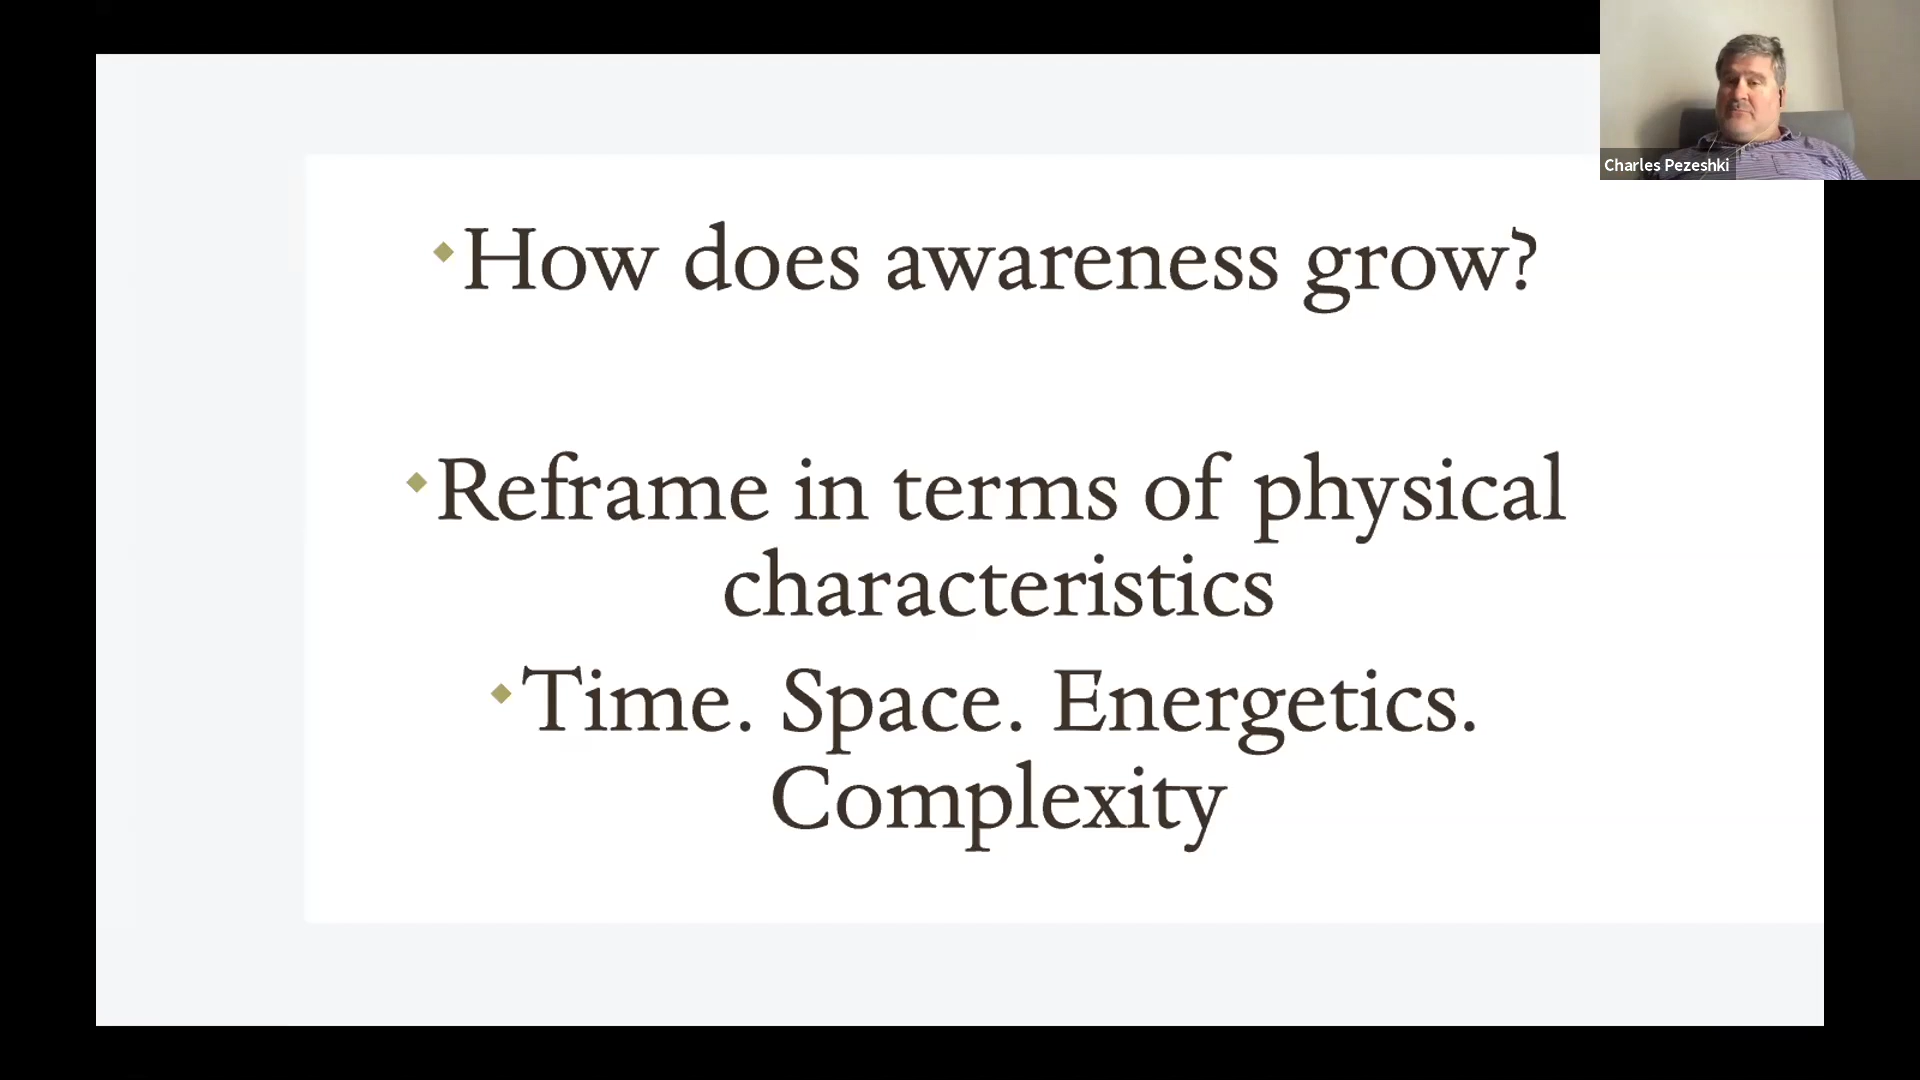 Charles Pezeshki
How does awareness grow?
Reframe in terms of physical
characteristics
Time. Space. Energetics.
Complexity